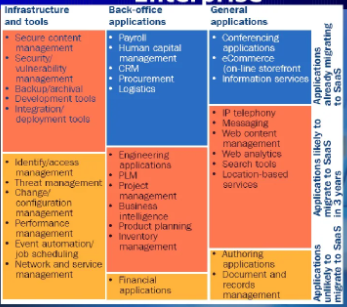 Enterprise
Infrastructure
and tools
• Secure content
management
• Security/
vulnerability
management
• Backup/archival
• Development tools
• Integration/
deployment tools
• Identify/access
management
• Threat management
• Change/
configuration
management
• Performance
management
• Event automation/
job scheduling
• Network and service
management
Back-office
applications
• Payroll
• Human capital
management
• CRM
• Procurement
• Logistics
• Engineering
applications
• PLM
• Project
management
• Business
intelligence
• Product planning
• Inventory
management
• Financial
applications
General
applications
• Conferencing
applications
• eCommerce
(on-line storefront
• Information services
• IP telephony
• Messaging
• Web content
management
• Web analytics
• Search tools
• Location-based
services
• Authoring
applications
• Document and
records
management
Applications
already migrating
to SaaS
Applications likely to
migrate to SaaS
in 3 years
Applications
unlikely to
migrate to SaaS